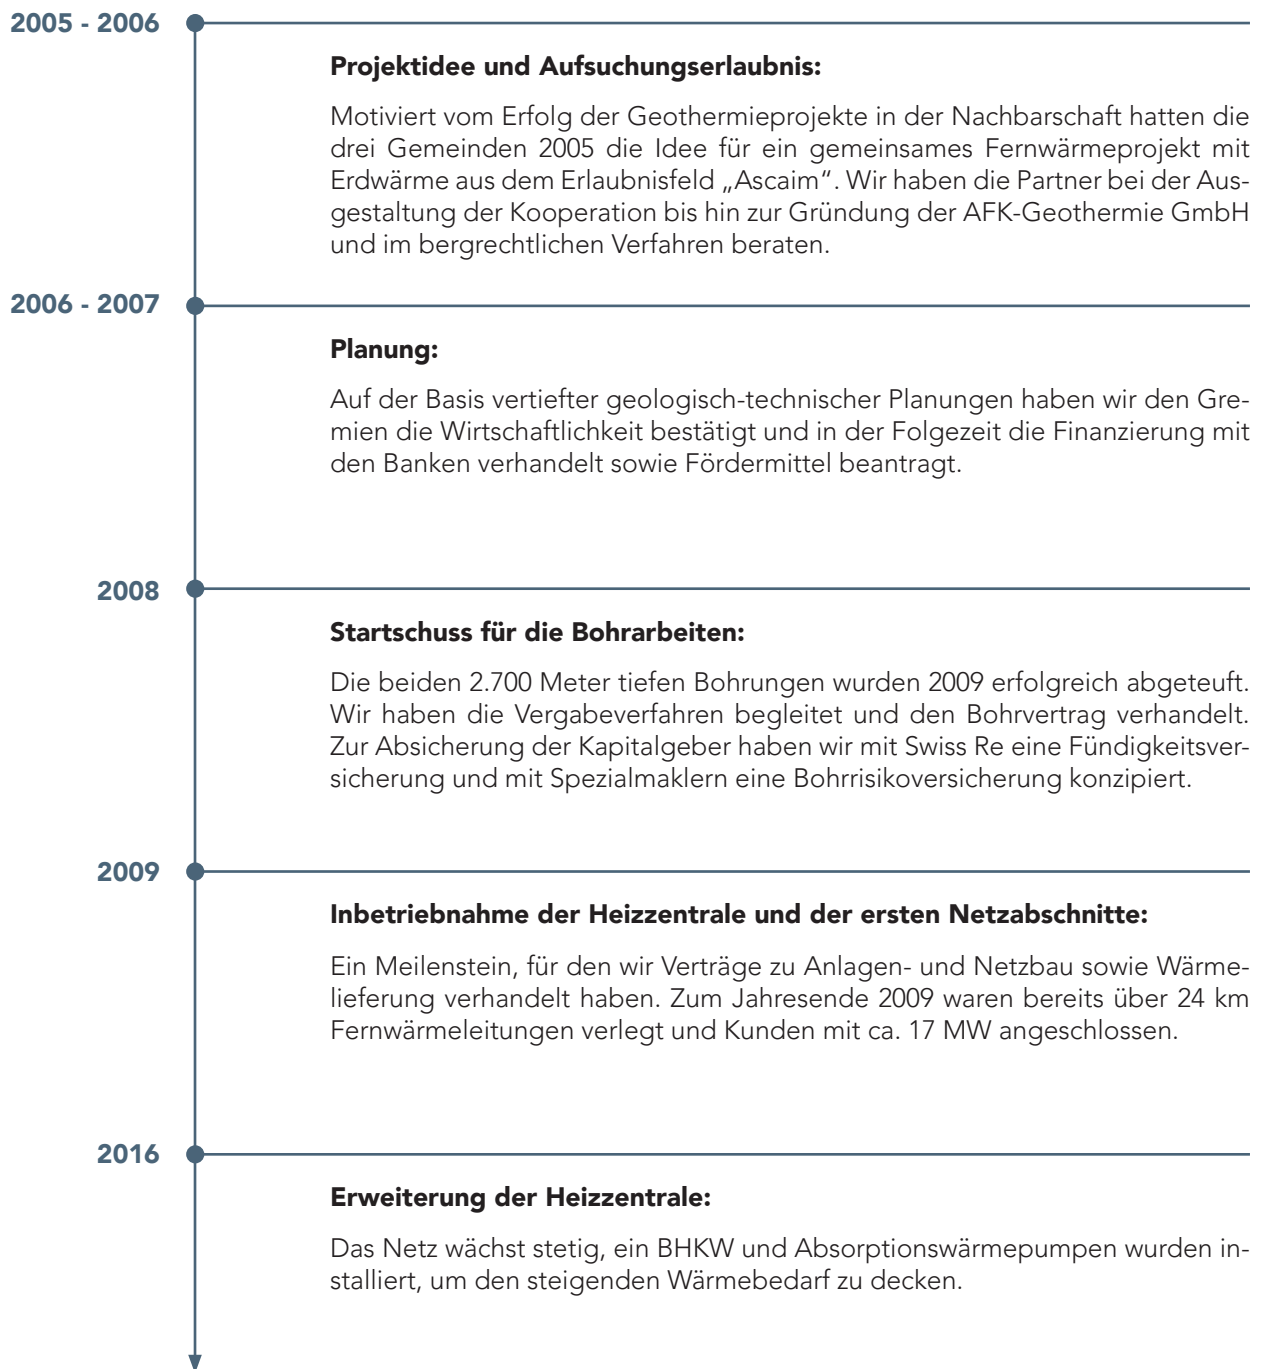 2005 - 2006
Projektidee und Aufsuchungserlaubnis:
Motiviert vom Erfolg der Geothermieprojekte in der Nachbarschaft hatten die
drei Gemeinden 2005 die Idee für ein gemeinsames Fernwärmeprojekt mit
Erdwärme aus dem Erlaubnisfeld „Ascaim“. Wir haben die Partner bei der Aus-
gestaltung der Kooperation bis hin zur Gründung der AFK-Geothermie GmbH
und im bergrechtlichen Verfahren beraten.
2006 - 2007
Planung:
Auf der Basis vertiefter geologisch-technischer Planungen haben wir den Gre-
mien die Wirtschaftlichkeit bestätigt und in der Folgezeit die Finanzierung mit
den Banken verhandelt sowie Fördermittel beantragt.
2008
Startschuss für die Bohrarbeiten:
Die beiden 2.700 Meter tiefen Bohrungen wurden 2009 erfolgreich abgeteuft.
Wir haben die Vergabeverfahren begleitet und den Bohrvertrag verhandelt.
Zur Absicherung der Kapitalgeber haben wir mit Swiss Re eine Fündigkeitsver-
sicherung und mit Spezialmaklern eine Bohrrisikoversicherung konzipiert.
2009
Inbetriebnahme der Heizzentrale und der ersten Netzabschnitte:
Ein Meilenstein, für den wir Verträge zu Anlagen- und Netzbau sowie Wärme-
lieferung verhandelt haben. Zum Jahresende 2009 waren bereits über 24 km
Fernwärmeleitungen verlegt und Kunden mit ca. 17 MW angeschlossen.
2016
Erweiterung der Heizzentrale:
Das Netz wächst stetig, ein BHKW und Absorptionswärmepumpen wurden in-
stalliert, um den steigenden Wärmebedarf zu decken.